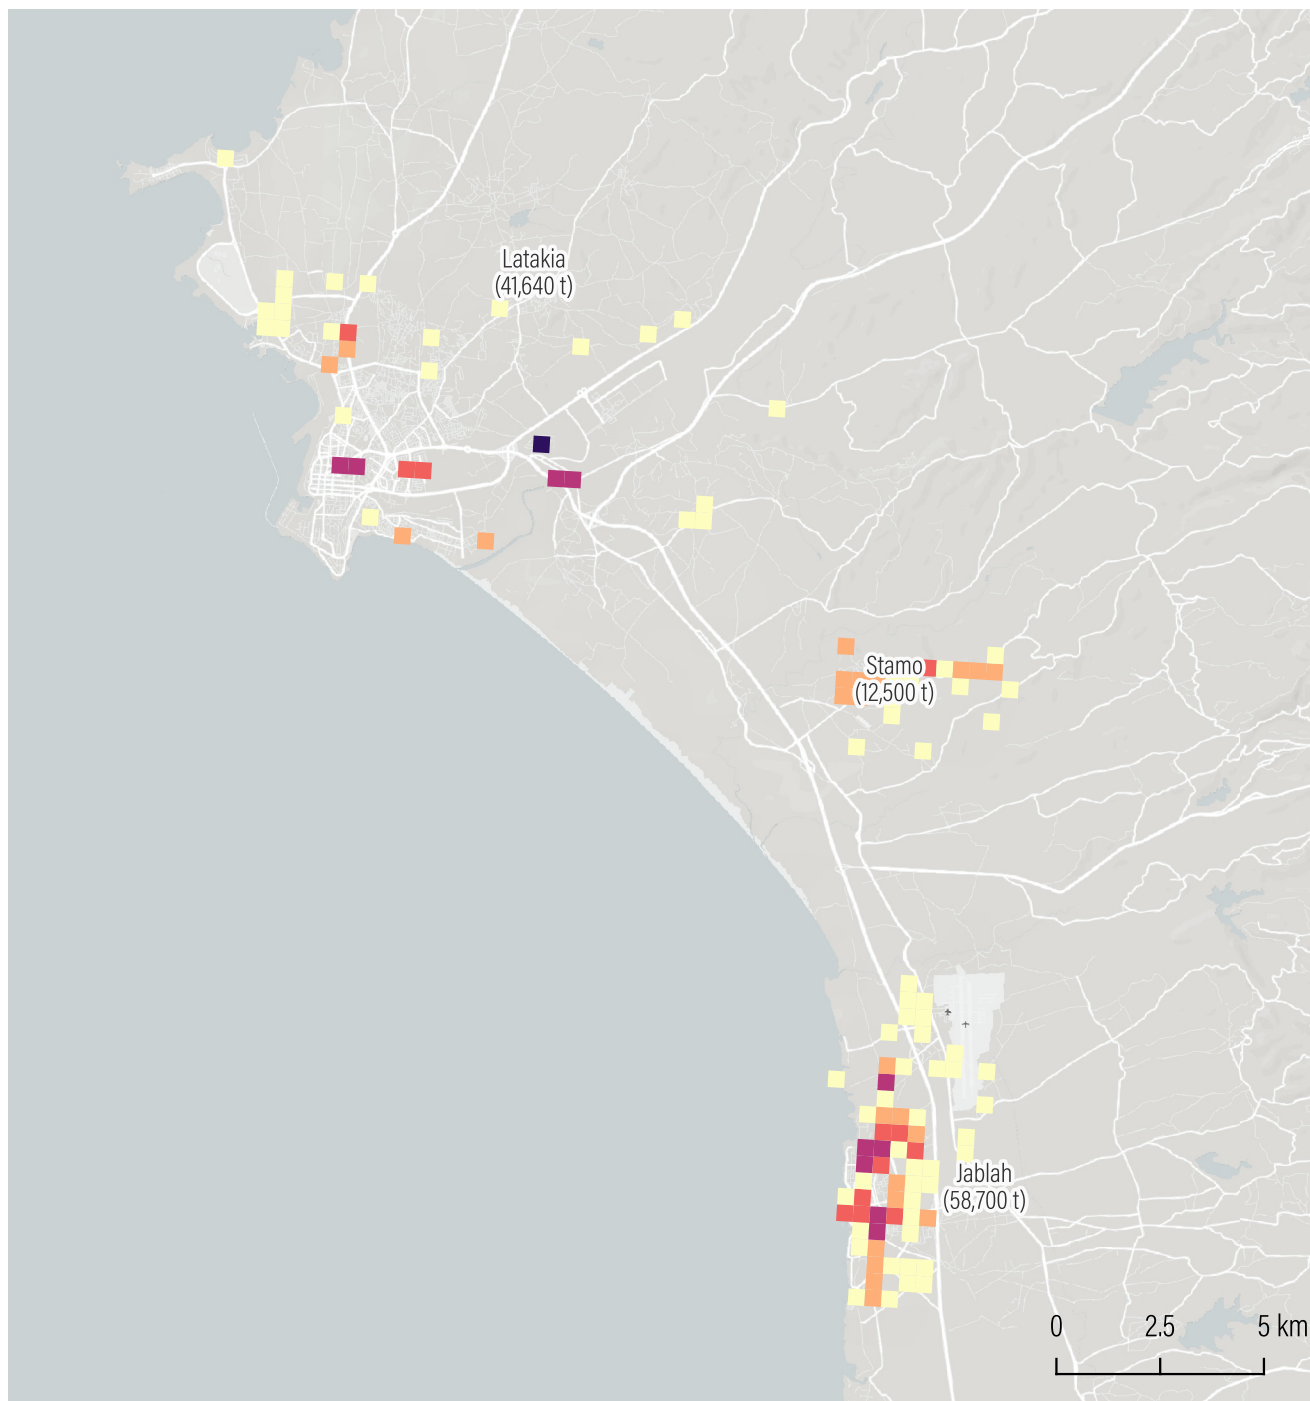 Latakia
(41,640 t)
Stamo
(12,500 t)
Jablah
(58,700 t)
0 2.5 5 km